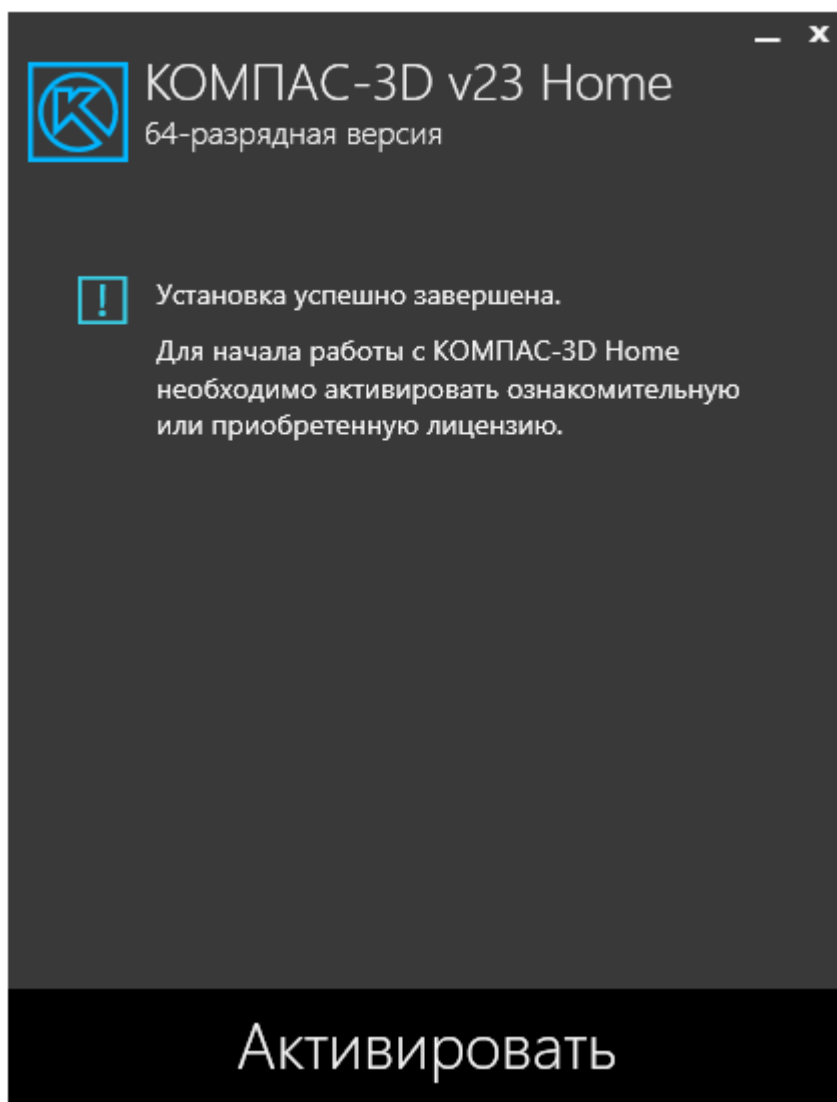 КОМПАС-3D v23 Home
64-разрядная версия
Установка успешно завершена.
Для начала работы с КОМПАС-3D Home
необходимо активировать ознакомительную
или приобретенную лицензию.
Активировать